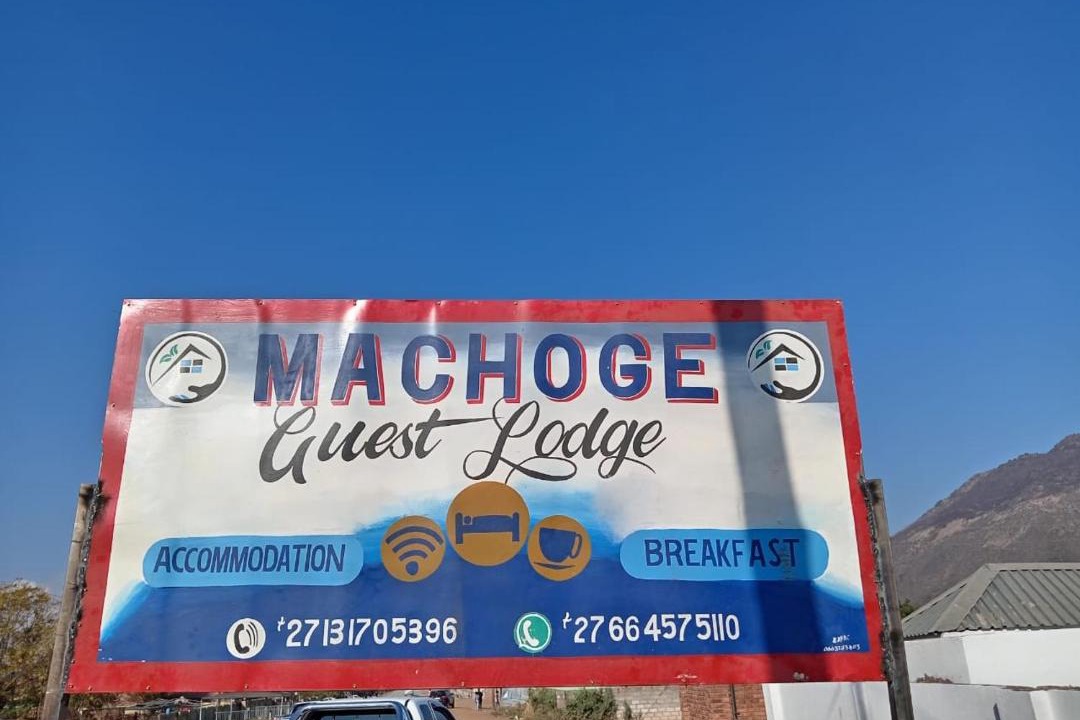 MACHOGE
Guest Lodge
ACCOMMODATION
BREAKFAST
+27131705396
+27664575110